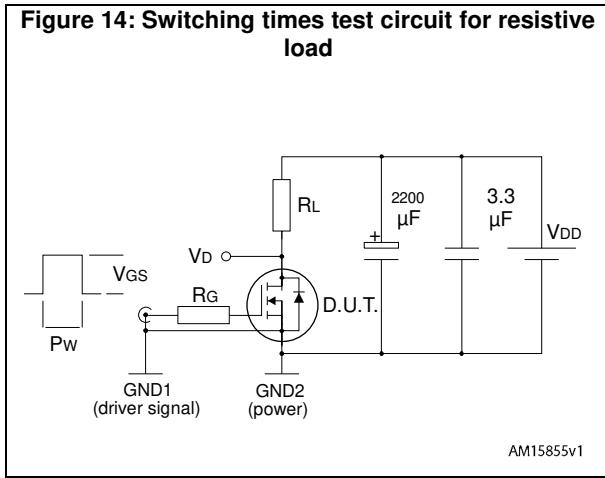 Figure 14: Switching times test circuit for resistive
load
RL
2200
μF
+
3.3
μF
VDD
VD
VGS
RG
D.U.T.
PW
GND1
(driver signal)
GND2
(power)
AM15855v1